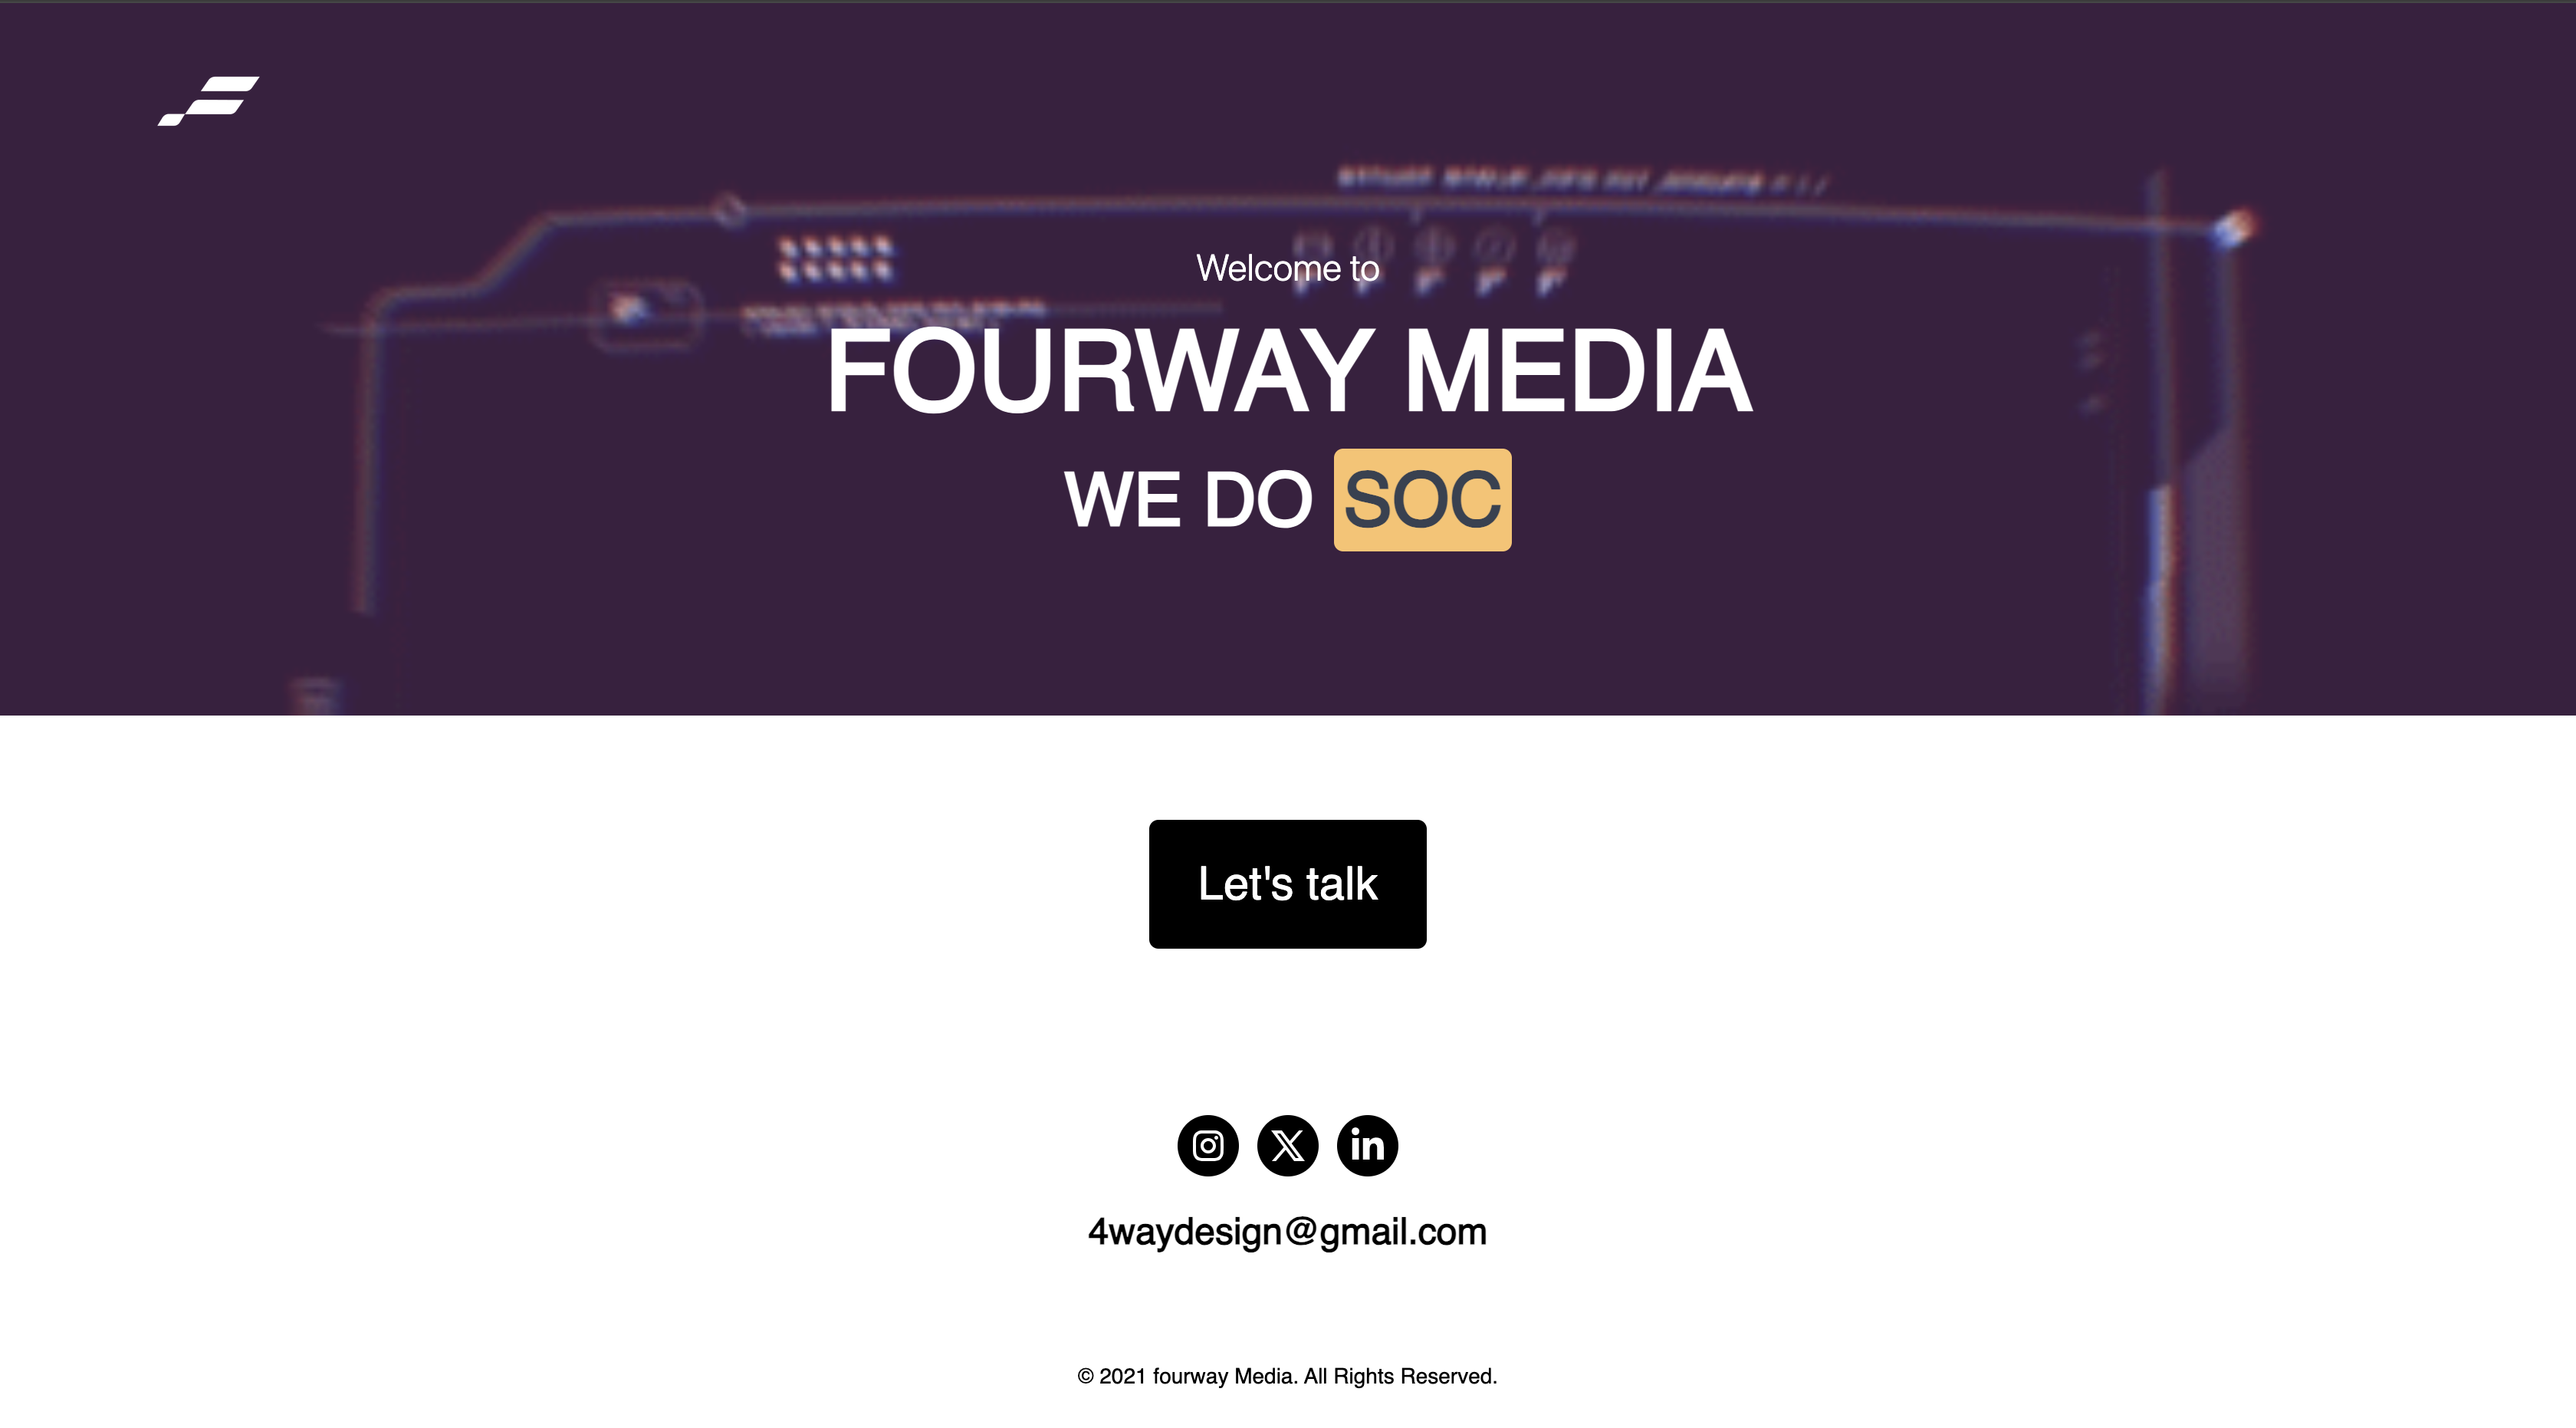 Welcome to
FOURWAY MEDIA
WE DO SOC
Let's talk
4waydesign@gmail.com
© 2021 fourway Media. All Rights Reserved.